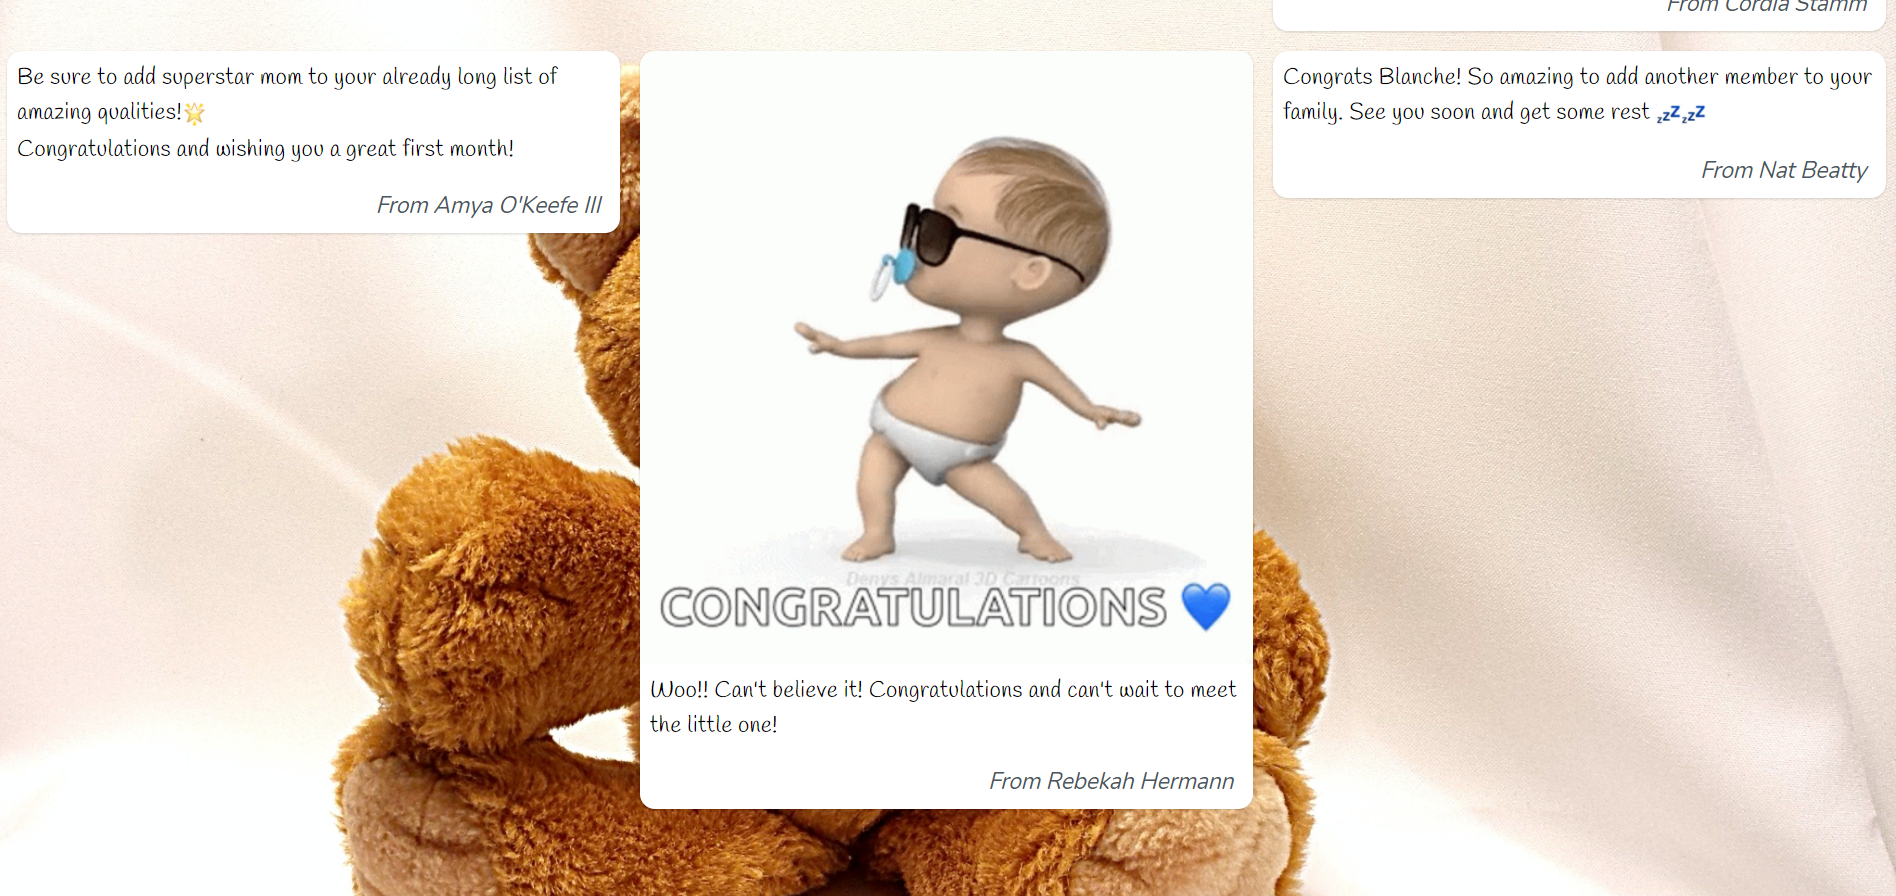 From Cordia Stamm
Be sure to add superstar mom to your already long list of
amazing qualities!🌟
Congratulations and wishing you a great first month!
From Amya O'Keefe III
Denys Almaral 3D Cartoons
CONGRATULATIONS 💙
Woo!! Can't believe it! Congratulations and can't wait to meet
the little one!
From Rebekah Hermann
Congrats Blanche! So amazing to add another member to your
family. See you soon and get some rest 💤💤
From Nat Beatty